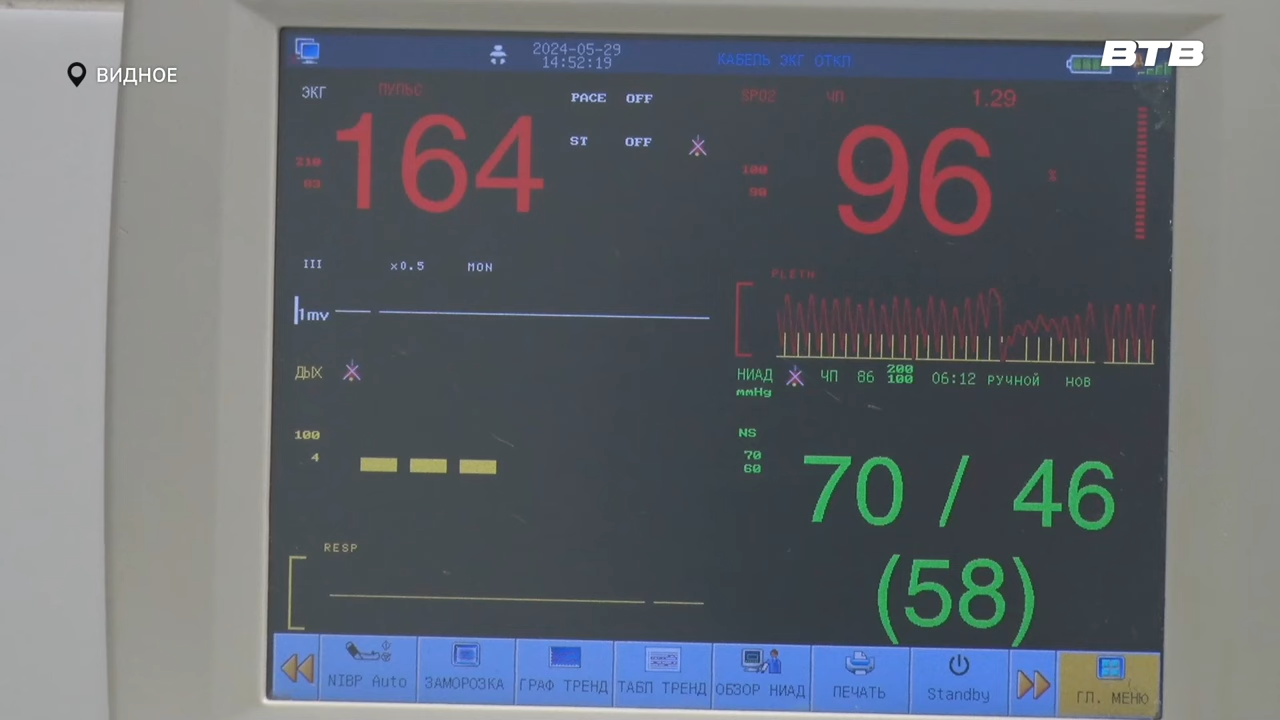 ВИДНОЕ
ВТВ
2024-05-29
14:52:19
КАБЕЛЬ ЭКГ ОТКЛ
ЭКГ ПУЛЬС
PACE OFF
SPO2 ЧП 1.29
164
ST OFF
96 %
210
83
100
90
III x0.5 MON
PLETH
1mv
ДЫХ
НИАД ЧП 86 200 100 06:12 РУЧНОЙ НОВ
mmHg
100
4
NS
70
60
70 / 46
(58)
RESP
NIBP Auto
ЗАМОРОЗКА
ГРАФ ТРЕНД
ТАБЛ ТРЕНД
ОБЗОР НИАД
ПЕЧАТЬ
Standby
ГЛ. МЕНЮ